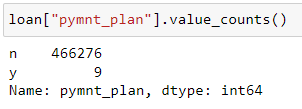 loan["pymnt_plan"].value_counts()
n    466276
y         9
Name: pymnt_plan, dtype: int64